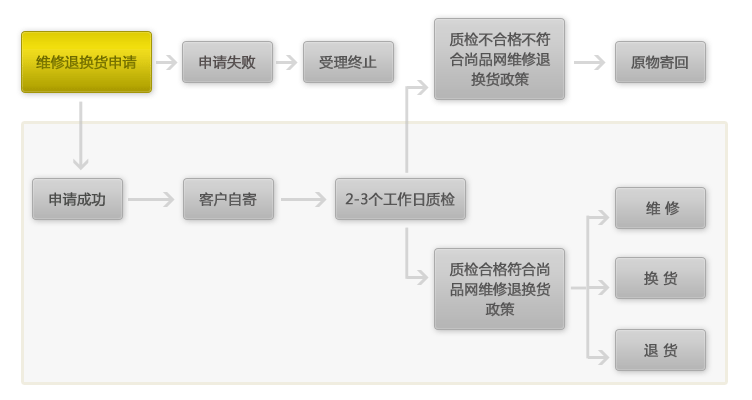 维修退换货申请
申请失败
受理终止
质检不合格不符
合尚品网维修退
换货政策
原物寄回
申请成功
客户自寄
2-3个工作日质检
质检合格符合尚
品网维修退换货
政策
维 修
换 货
退 货